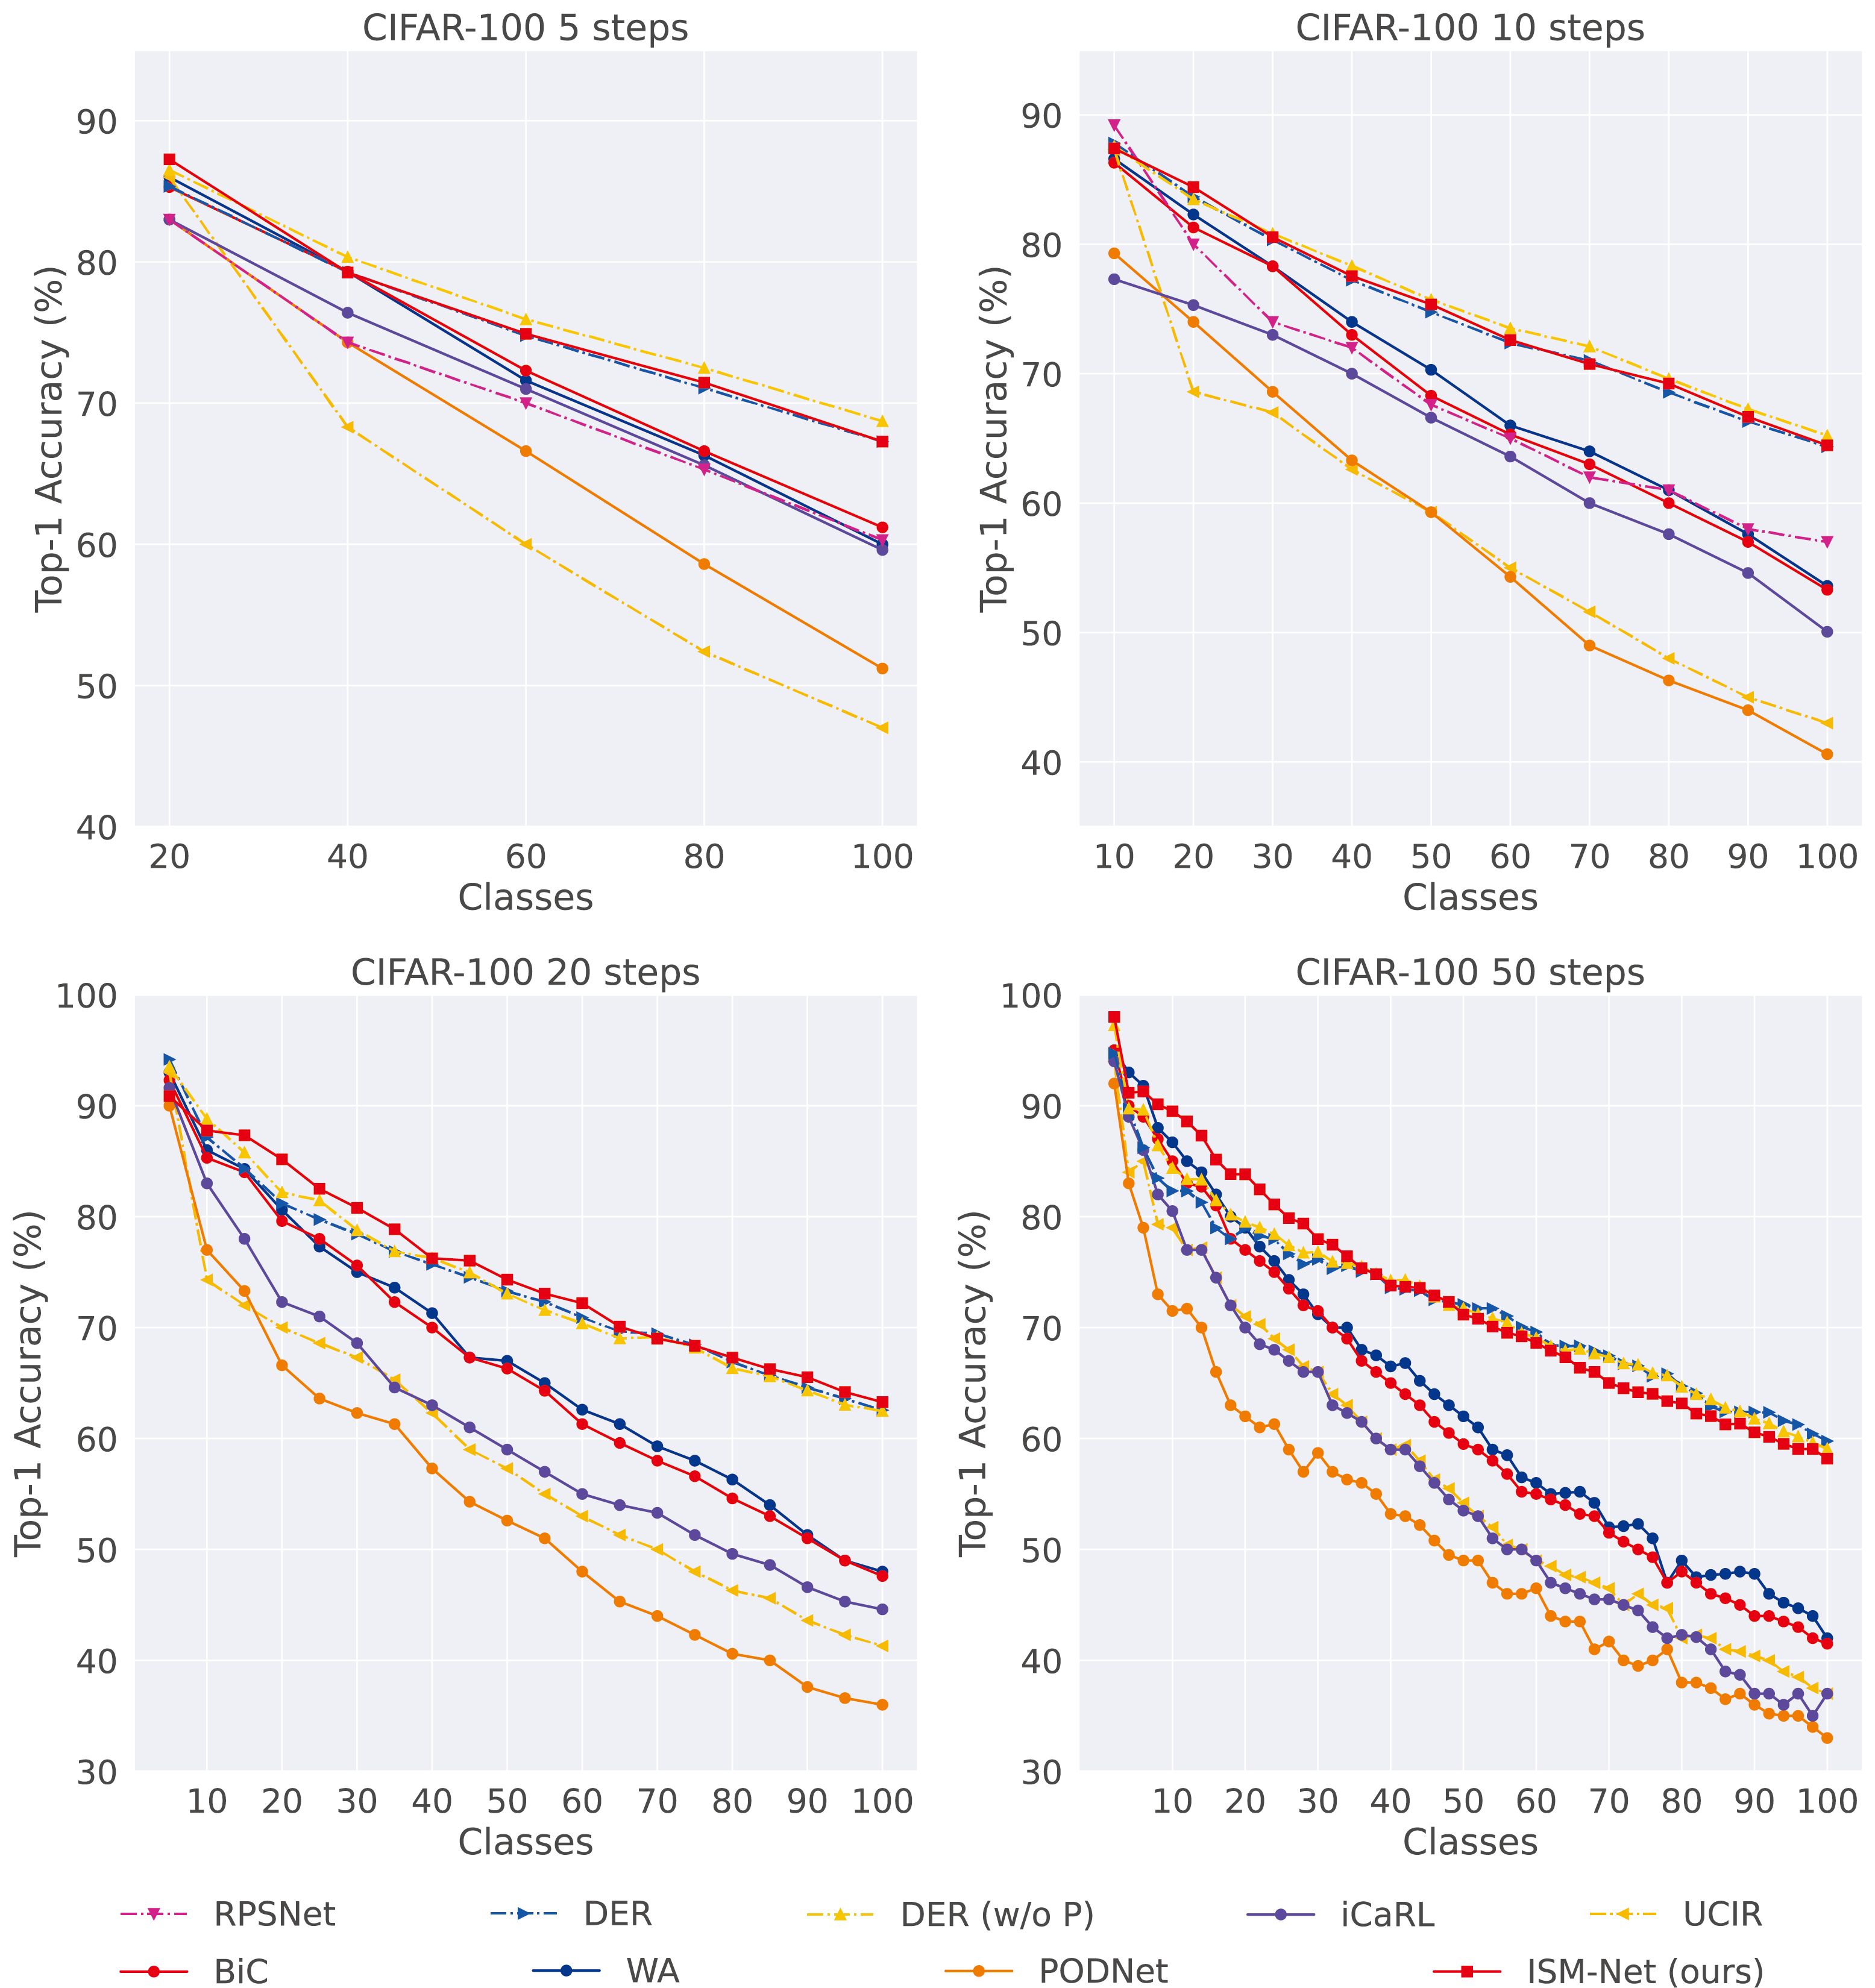 CIFAR-100 5 steps
90
80
70
60
50
40
Top-1 Accuracy (%)
20 40 60 80 100
Classes
CIFAR-100 10 steps
90
80
70
60
50
40
Top-1 Accuracy (%)
10 20 30 40 50 60 70 80 90 100
Classes
CIFAR-100 20 steps
100
90
80
70
60
50
40
30
Top-1 Accuracy (%)
10 20 30 40 50 60 70 80 90 100
Classes
CIFAR-100 50 steps
100
90
80
70
60
50
40
30
Top-1 Accuracy (%)
10 20 30 40 50 60 70 80 90 100
Classes
RPSNet DER DER (w/o P) iCaRL UCIR
BiC WA PODNet ISM-Net (ours)